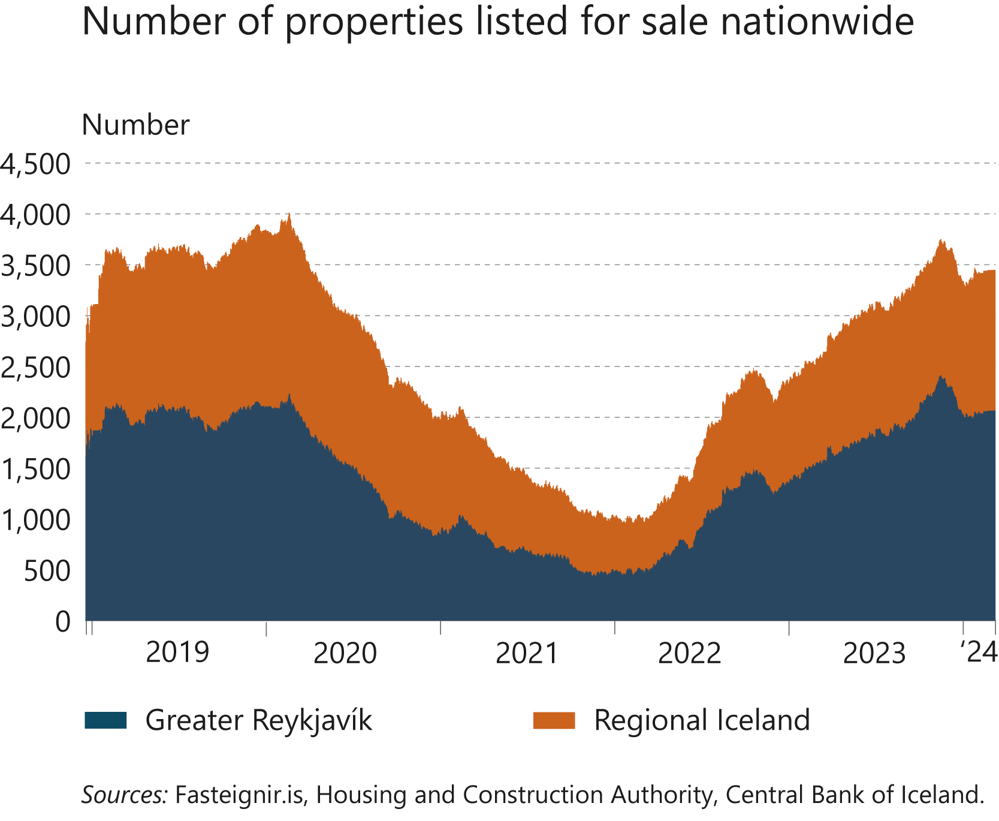 Number of properties listed for sale nationwide
Number
4,500
4,000
3,500
3,000
2,500
2,000
1,500
1,000
500
0
2019 2020 2021 2022 2023 ‘24
Greater Reykjavík Regional Iceland
Sources: Fasteignir.is, Housing and Construction Authority, Central Bank of Iceland.